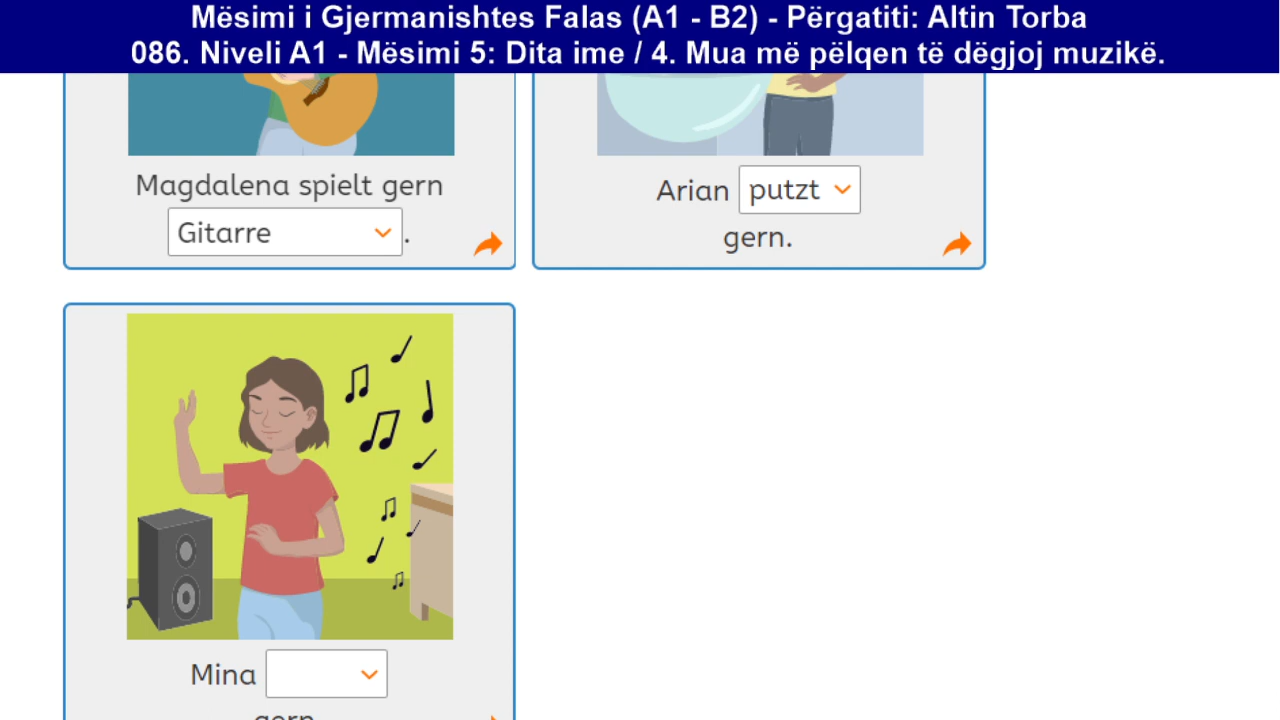 Mësimi i Gjermanishtes Falas (A1 - B2) - Përgatiti: Altin Torba
086. Niveli A1 - Mësimi 5: Dita ime / 4. Mua më pëlqen të dëgjoj muzikë.
Magdalena spielt gern
Gitarre .
Arian putzt
gern.
Mina
gern